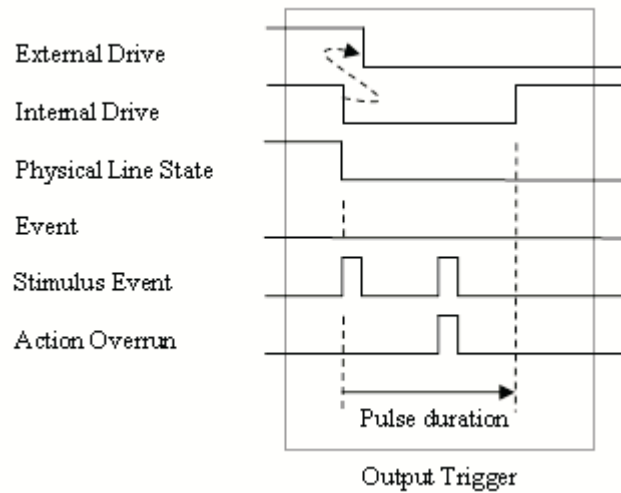 External Drive
Internal Drive
Physical Line State
Event
Stimulus Event
Action Overrun
Pulse duration
Output Trigger